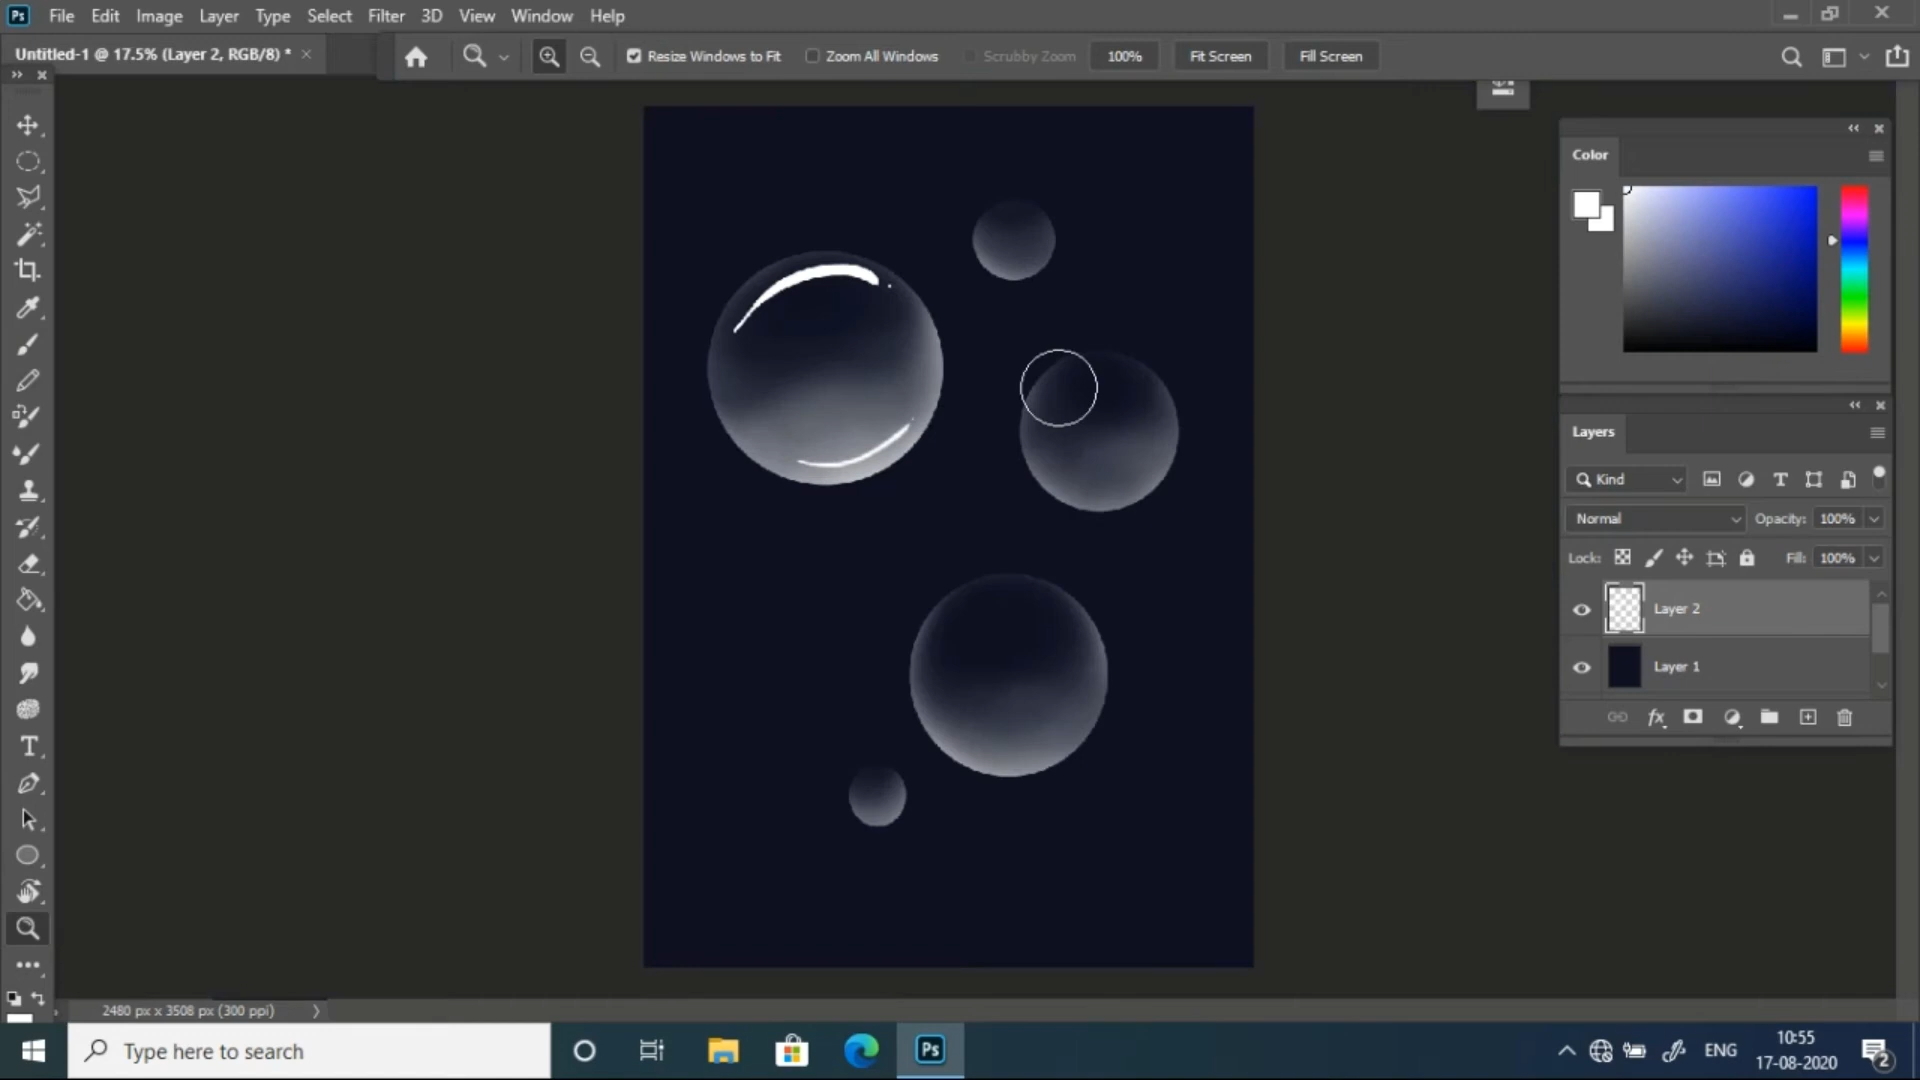 Ps File Edit Image Layer Type Select Filter 3D View Window Help
Untitled-1 @ 17.5% (Layer 2, RGB/8) *
Resize Windows to Fit Zoom All Windows Scrubby Zoom 100% Fit Screen Fill Screen
Color
Layers
Kind
Normal Opacity: 100%
Lock: Fill: 100%
Layer 2
Layer 1
fx
T
2480 px x 3508 px (300 ppi)
Type here to search
Ps
ENG
10:55
17-08-2020
2